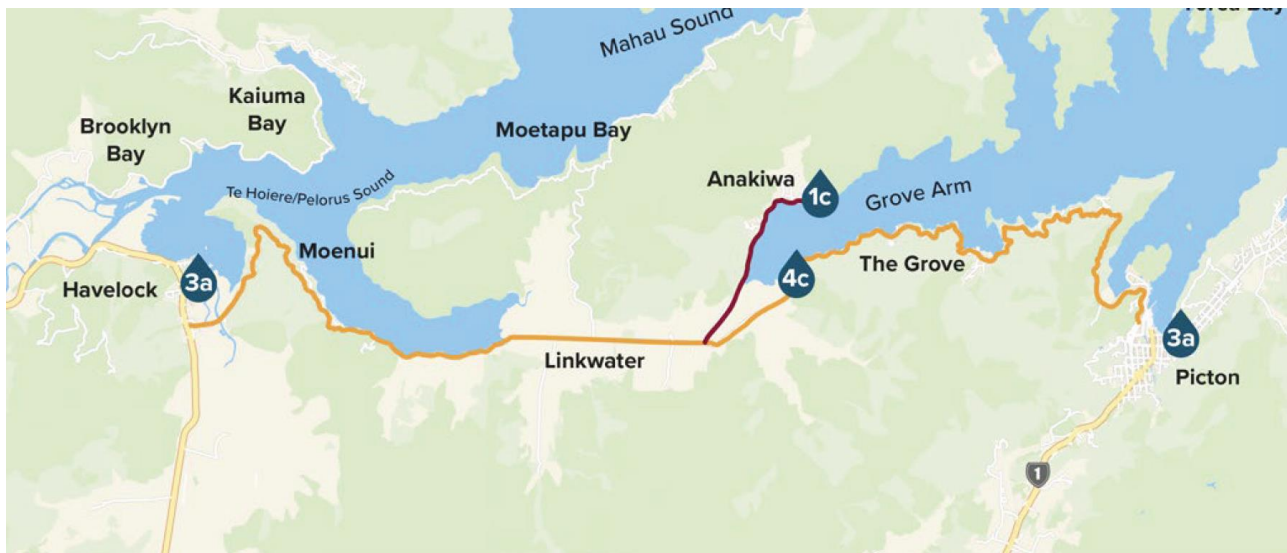 Mahau Sound
Kaiuma
Bay
Brooklyn
Bay
Moetapu Bay
Te Hoiere/Pelorus Sound
Anakiwa
1c
Grove Arm
Moenui
Havelock
3a
4c
The Grove
Linkwater
3a
Picton
1